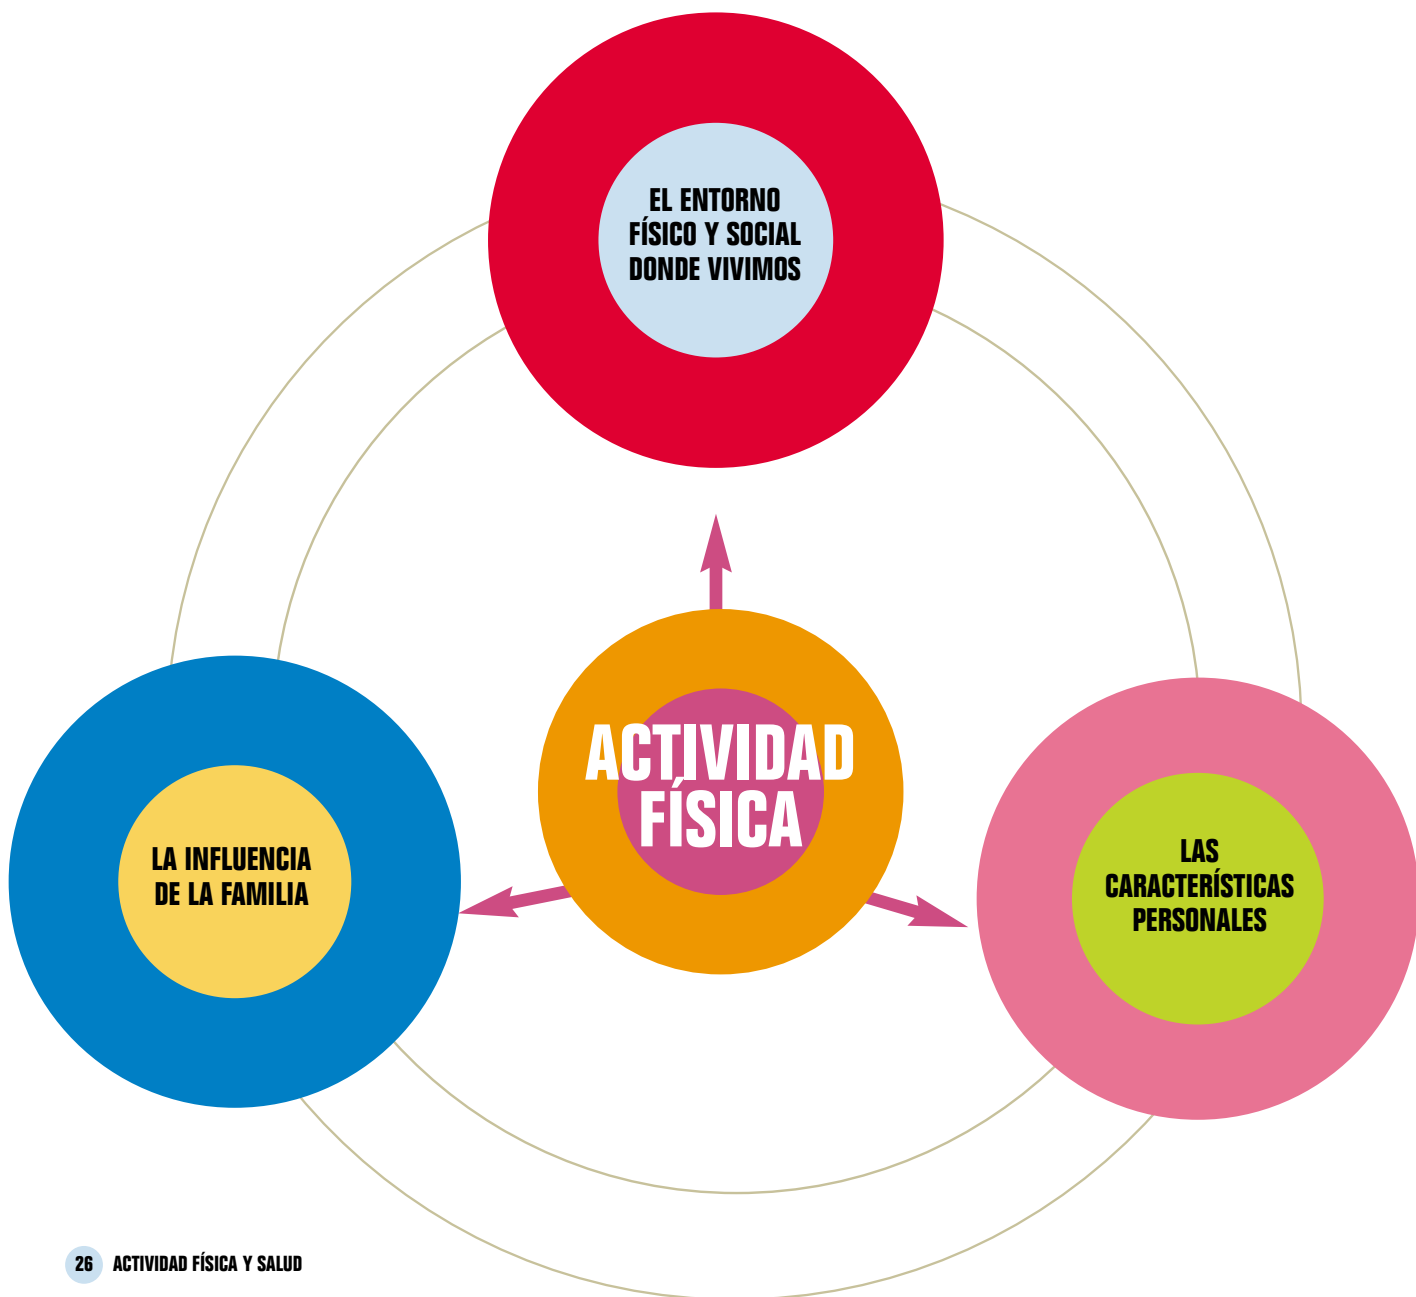 EL ENTORNO
FÍSICO Y SOCIAL
DONDE VIVIMOS
ACTIVIDAD
FÍSICA
LA INFLUENCIA
DE LA FAMILIA
LAS
CARACTERÍSTICAS
PERSONALES
26 ACTIVIDAD FÍSICA Y SALUD